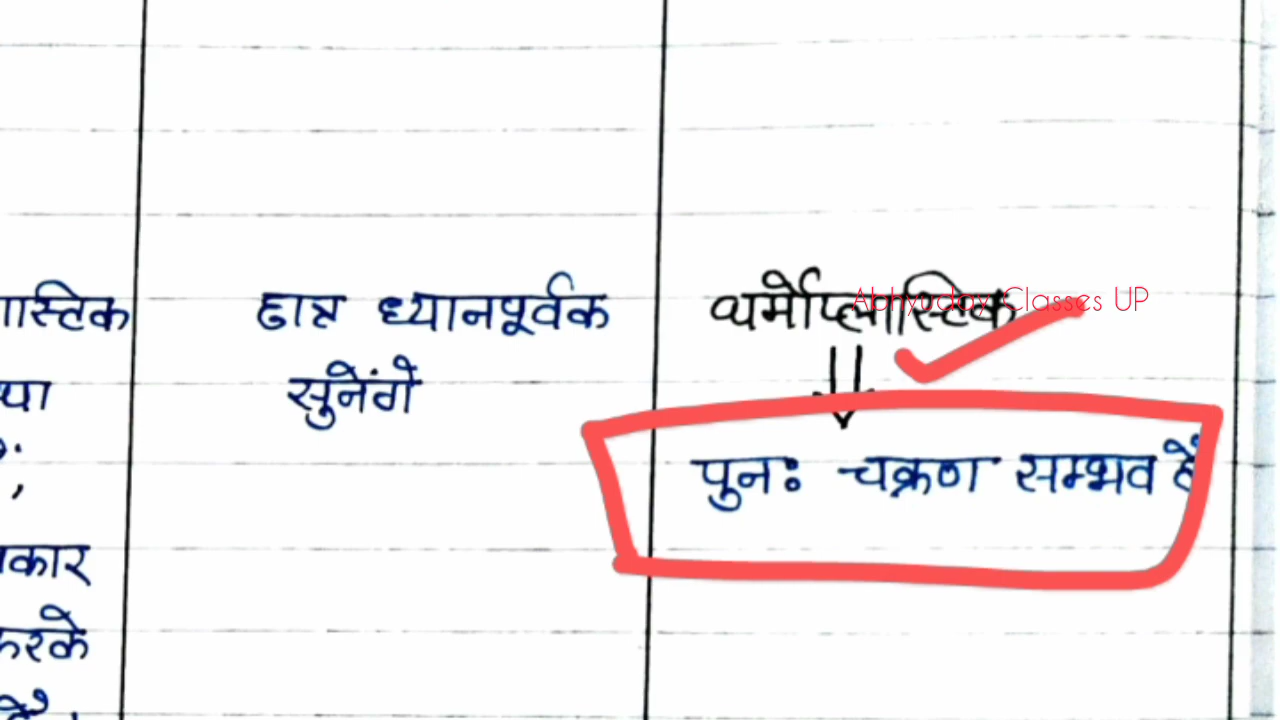 ास्टिक
छात्र ध्यानपूर्वक
थर्मोप्लास्टिक
Abhyuday Classes UP
सुनेंगे
पुनः चक्रण सम्भव है
कार
करके